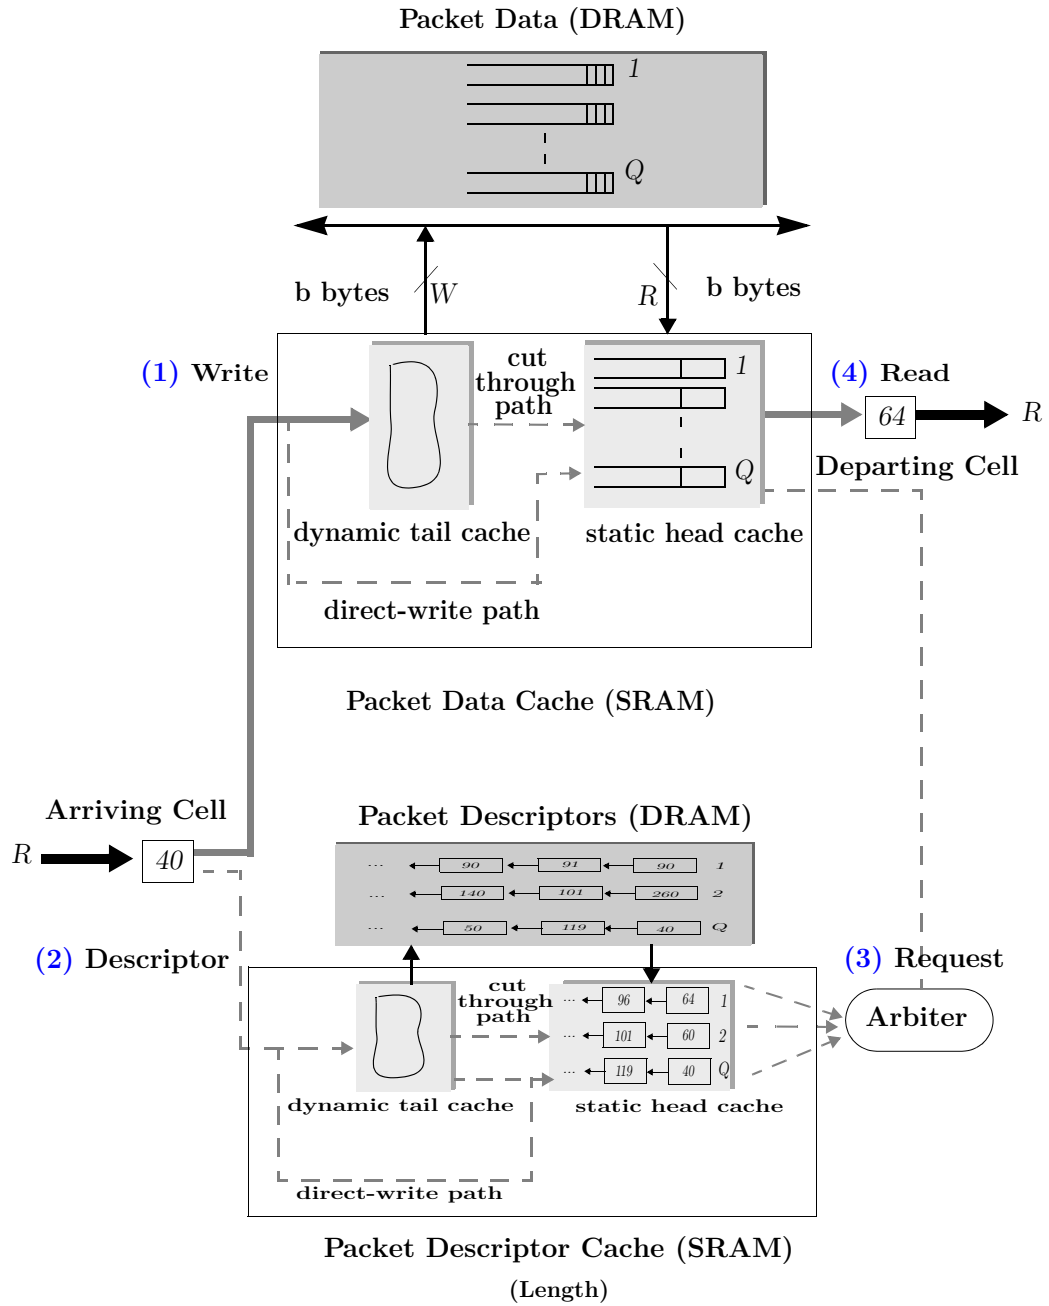 Packet Data (DRAM)
1
Q
b bytes
W
R
b bytes
(1) Write
cut
through
path
1
Q
(4) Read
64
R
Departing Cell
dynamic tail cache
static head cache
direct-write path
Packet Data Cache (SRAM)
Arriving Cell
R
40
Packet Descriptors (DRAM)
... 90 91 90 1
... 140 101 260 2
... 50 119 40 Q
(2) Descriptor
(3) Request
cut
through
path
... 96 64 1
... 101 60 2
... 119 40 Q
Arbiter
dynamic tail cache
static head cache
direct-write path
Packet Descriptor Cache (SRAM)
(Length)